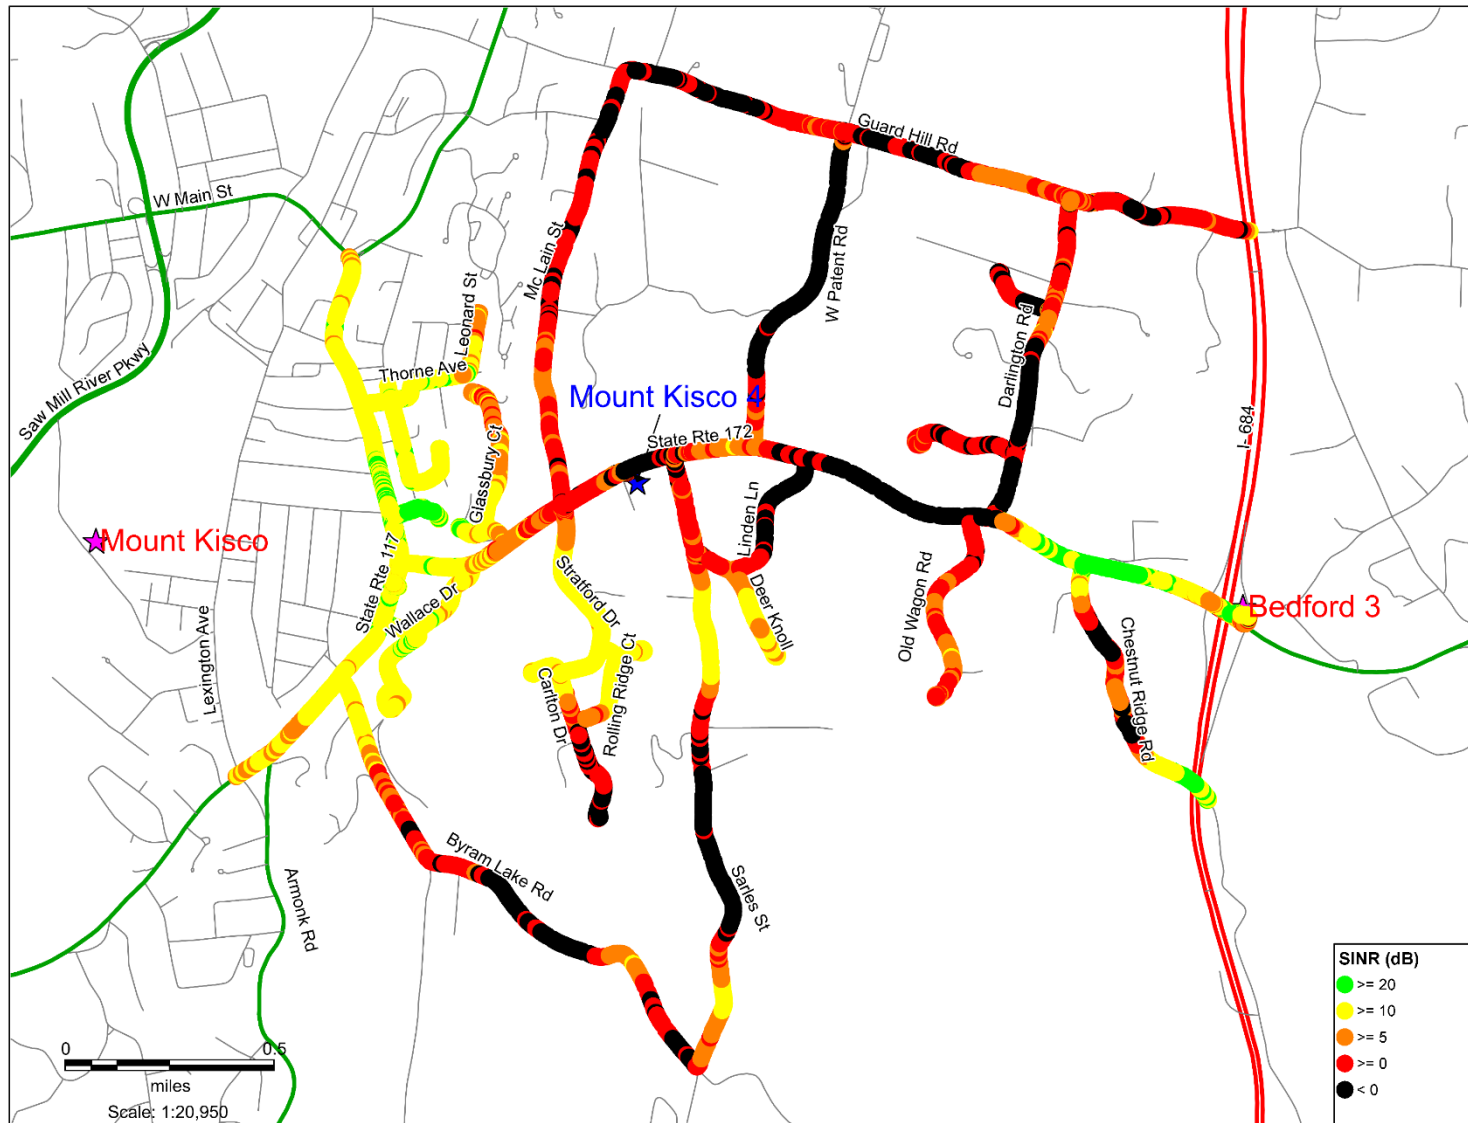 Guard Hill Rd
W Main St
Mc Lain St
W Patent Rd
Leonard St
Thorne Ave
Saw Mill River Pkwy
Darlington Rd
Mount Kisco 4
State Rte 172
I- 684
Glassbury Ct
Linden Ln
Mount Kisco
State Rte 117
Wallace Dr
Stratford Dr
Deer Knoll
Old Wagon Rd
Bedford 3
Lexington Ave
Carlton Dr
Rolling Ridge Ct
Chestnut Ridge Rd
Byram Lake Rd
Sarles St
Armonk Rd
0 0.5
miles
Scale: 1:20,950
SINR (dB)
>= 20
>= 10
>= 5
>= 0
< 0